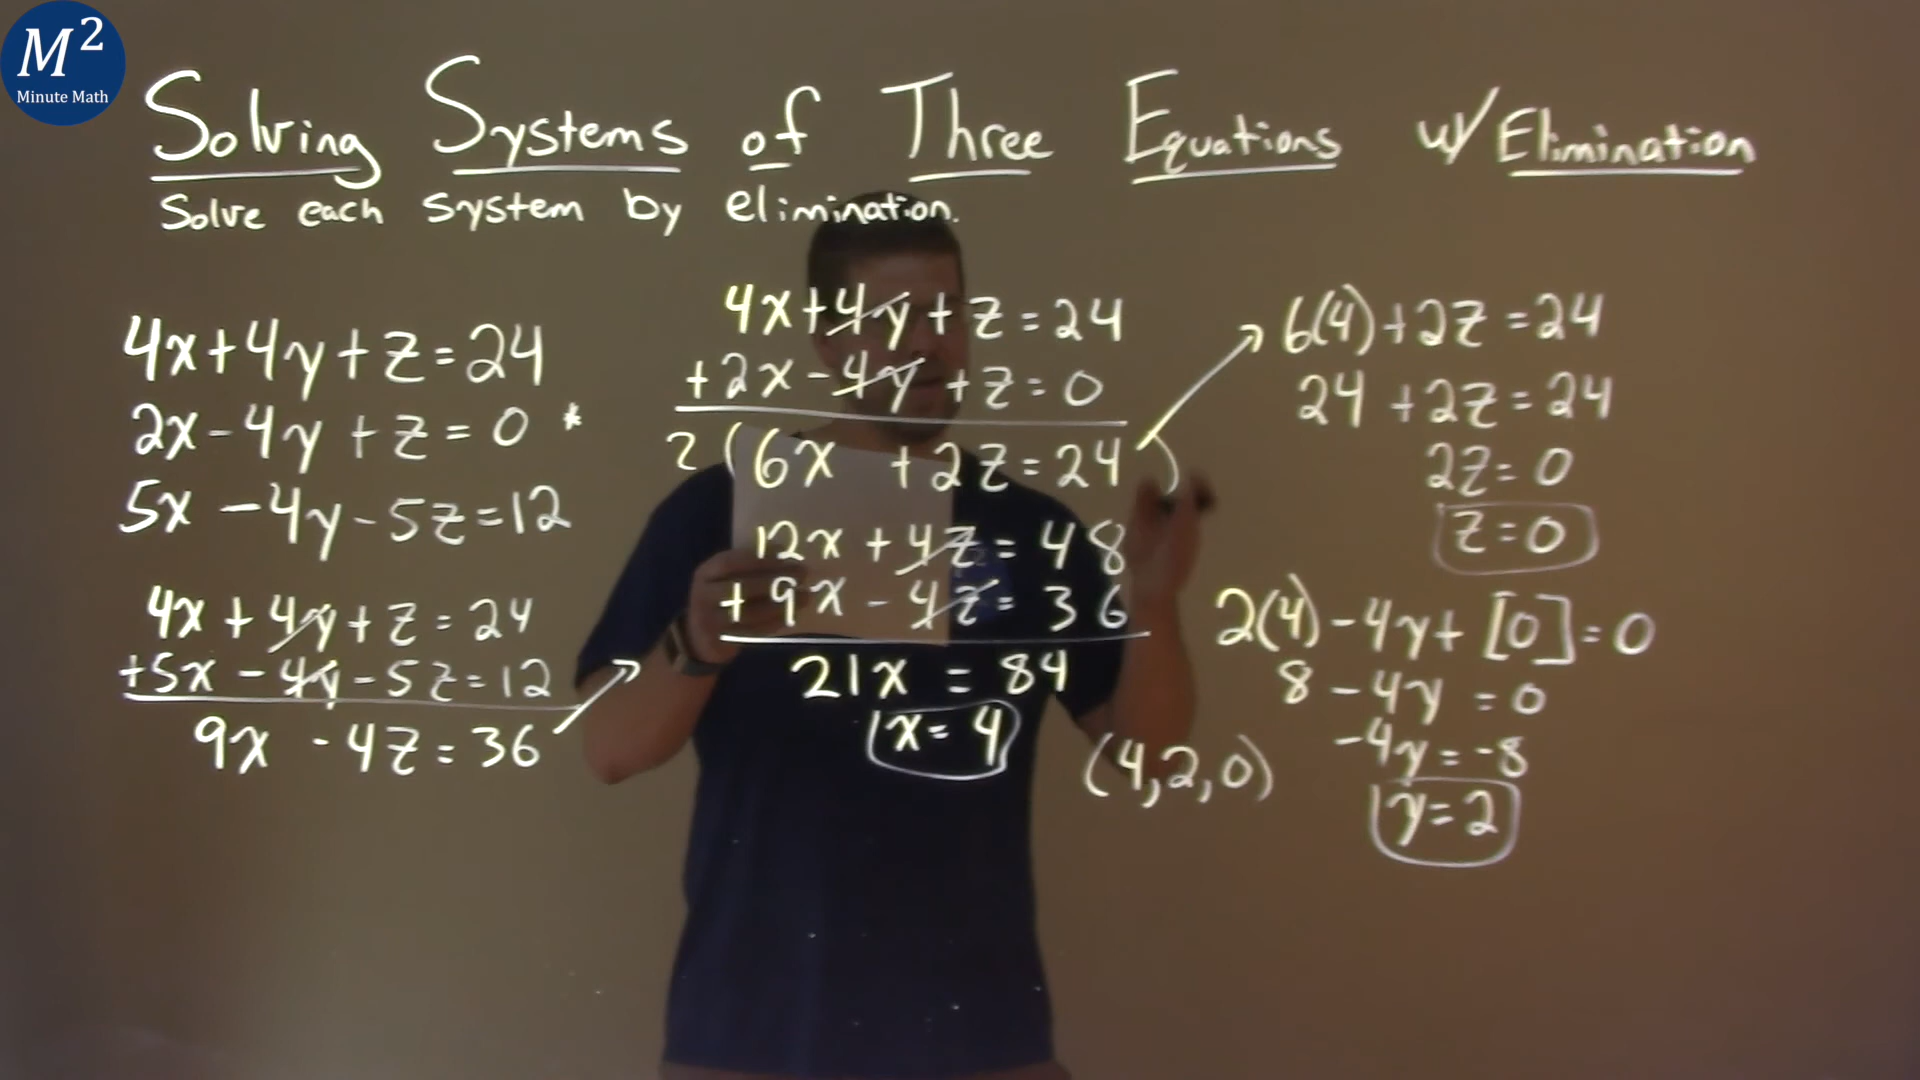 M²
Minute Math
Solving Systems of Three Equations w/ Elimination
Solve each system by elimination.
4x+4y+z=24
2x-4y+z=0 *
5x-4y-5z=12
4x+4y+z=24
+5x-4y-5z=12
9x-4z=36
4x+4y+z=24
+2x-4y+z=0
2(6x+2z=24)
12x+4z=48
+9x-4z=36
21x=84
x=4
6(4)+2z=24
24+2z=24
2z=0
z=0
2(4)-4y+[0]=0
8-4y=0
-4y=-8
y=2
(4,2,0)